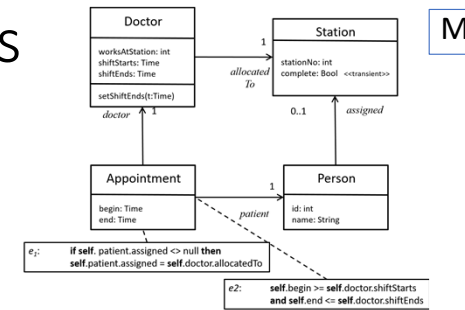 S
M
Doctor
worksAtStation: int
shiftStarts: Time
shiftEnds: Time
setShiftEnds(t:Time)
1
allocated
To
Station
stationNo: int
complete: Bool <<transient>>
doctor
1
0..1
assigned
Appointment
begin: Time
end: Time
1
patient
Person
id: int
name: String
e1: if self. patient.assigned <> null then
self.patient.assigned = self.doctor.allocatedTo
e2: self.begin >= self.doctor.shiftStarts
and self.end <= self.doctor.shiftEnds